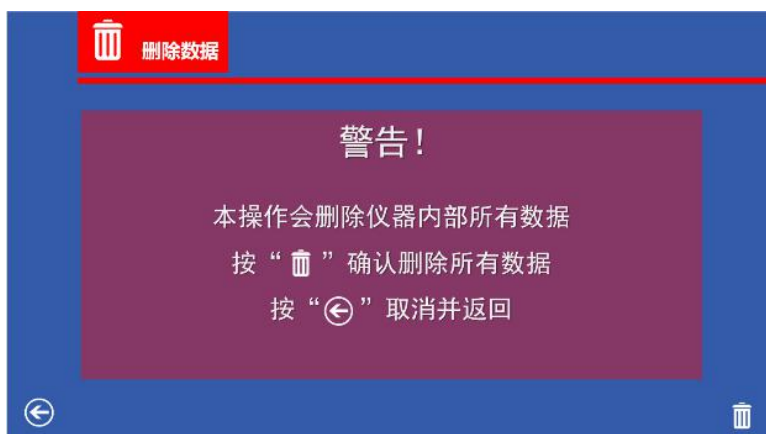 删除数据
警告！
本操作会删除仪器内部所有数据
按“🗑”确认删除所有数据
按“←”取消并返回